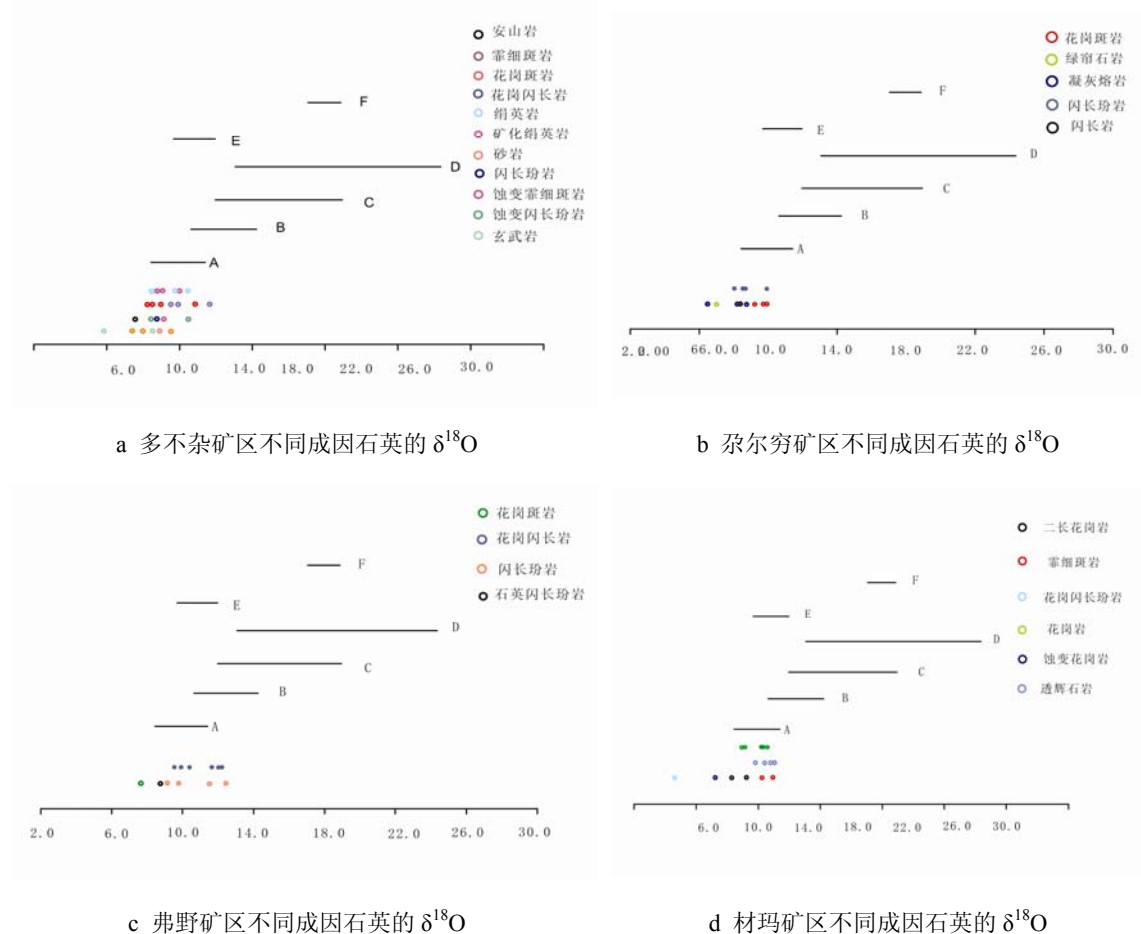 安山岩
霏细斑岩
花岗斑岩
花岗闪长岩
绢英岩
矿化绢英岩
砂岩
闪长玢岩
蚀变霏细斑岩
蚀变闪长玢岩
玄武岩
F
E
D
C
B
A
6.0 10.0 14.0 18.0 22.0 26.0 30.0
a 多不杂矿区不同成因石英的 δ¹⁸O
花岗斑岩
绿帘石岩
凝灰熔岩
闪长玢岩
闪长岩
F
E
D
C
B
A
2.0.00 66.0.0 10.0 14.0 18.0 22.0 26.0 30.0
b 尕尔穷矿区不同成因石英的 δ¹⁸O
花岗斑岩
花岗闪长岩
闪长玢岩
石英闪长玢岩
F
E
D
C
B
A
2.0 6.0 10.0 14.0 18.0 22.0 26.0 30.0
c 弗野矿区不同成因石英的 δ¹⁸O
二长花岗岩
霏细斑岩
花岗闪长玢岩
花岗岩
蚀变花岗岩
透辉石岩
F
E
D
C
B
A
6.0 10.0 14.0 18.0 22.0 26.0 30.0
d 材玛矿区不同成因石英的 δ¹⁸O